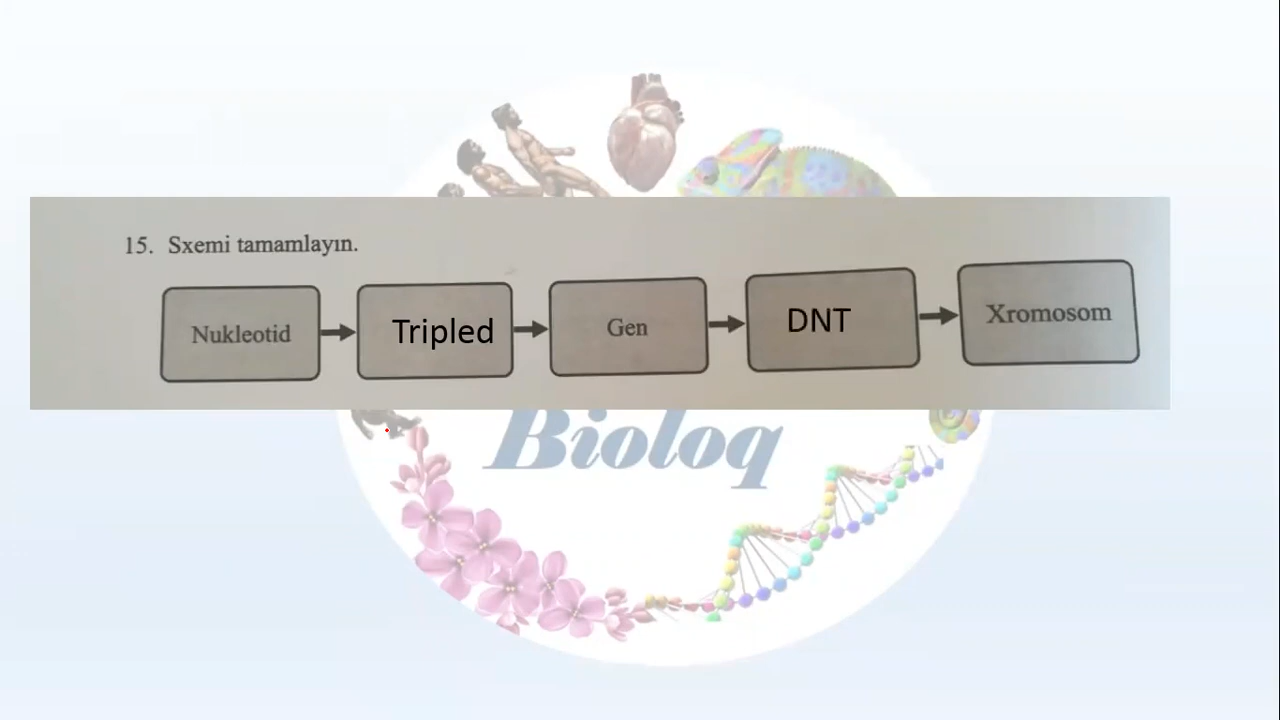 15. Sxemi tamamlayın.
Nukleotid Tripled Gen DNT Xromosom
Bioloq